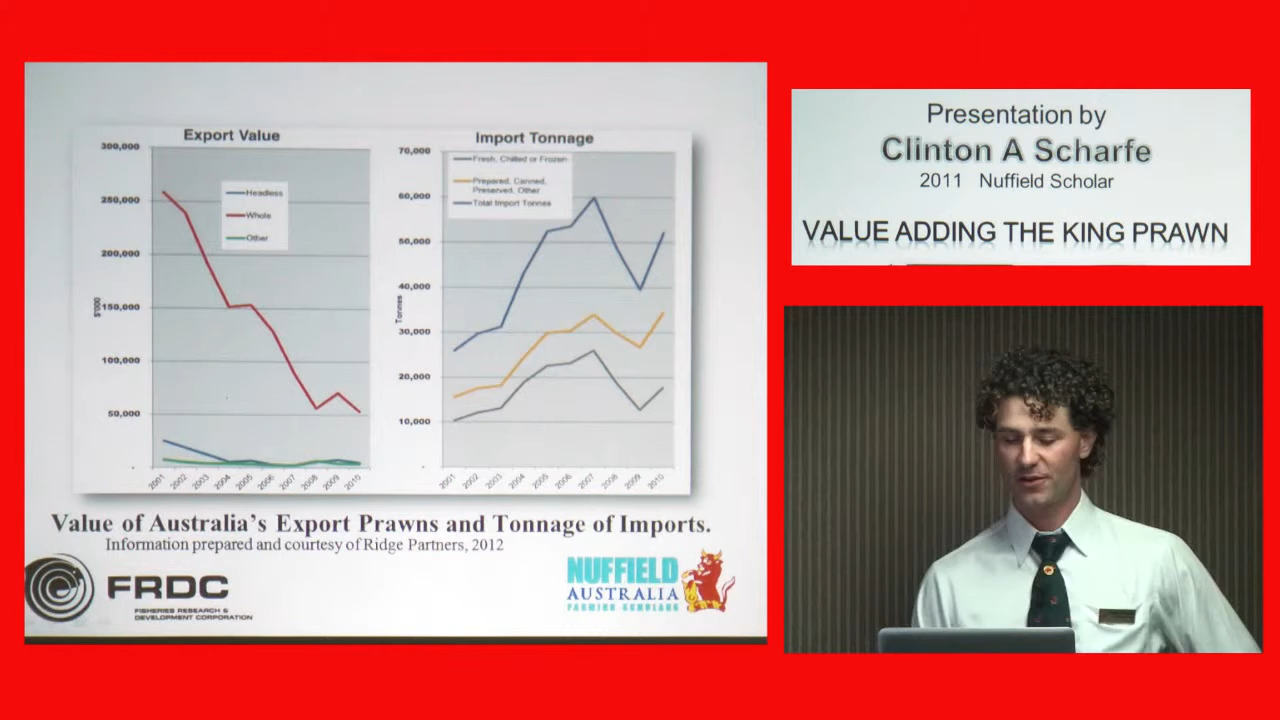 Export Value
300,000
250,000
200,000
150,000
100,000
50,000
-
$'000
Headless
Whole
Other
2001 2002 2003 2004 2005 2006 2007 2008 2009 2010
Import Tonnage
70,000
60,000
50,000
40,000
30,000
20,000
10,000
-
Tonnes
Fresh, Chilled or Frozen
Prepared, Canned,
Preserved, Other
Total Import Tonnes
2001 2002 2003 2004 2005 2006 2007 2008 2009 2010
Value of Australia's Export Prawns and Tonnage of Imports.
Information prepared and courtesy of Ridge Partners, 2012
FRDC
FISHERIES RESEARCH &
DEVELOPMENT CORPORATION
NUFFIELD
AUSTRALIA
FARMING SCHOLARS
Presentation by
Clinton A Scharfe
2011 Nuffield Scholar
VALUE ADDING THE KING PRAWN